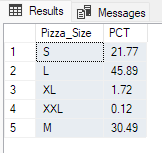 Results Messages
Pizza_Size PCT
1 S 21.77
2 L 45.89
3 XL 1.72
4 XXL 0.12
5 M 30.49